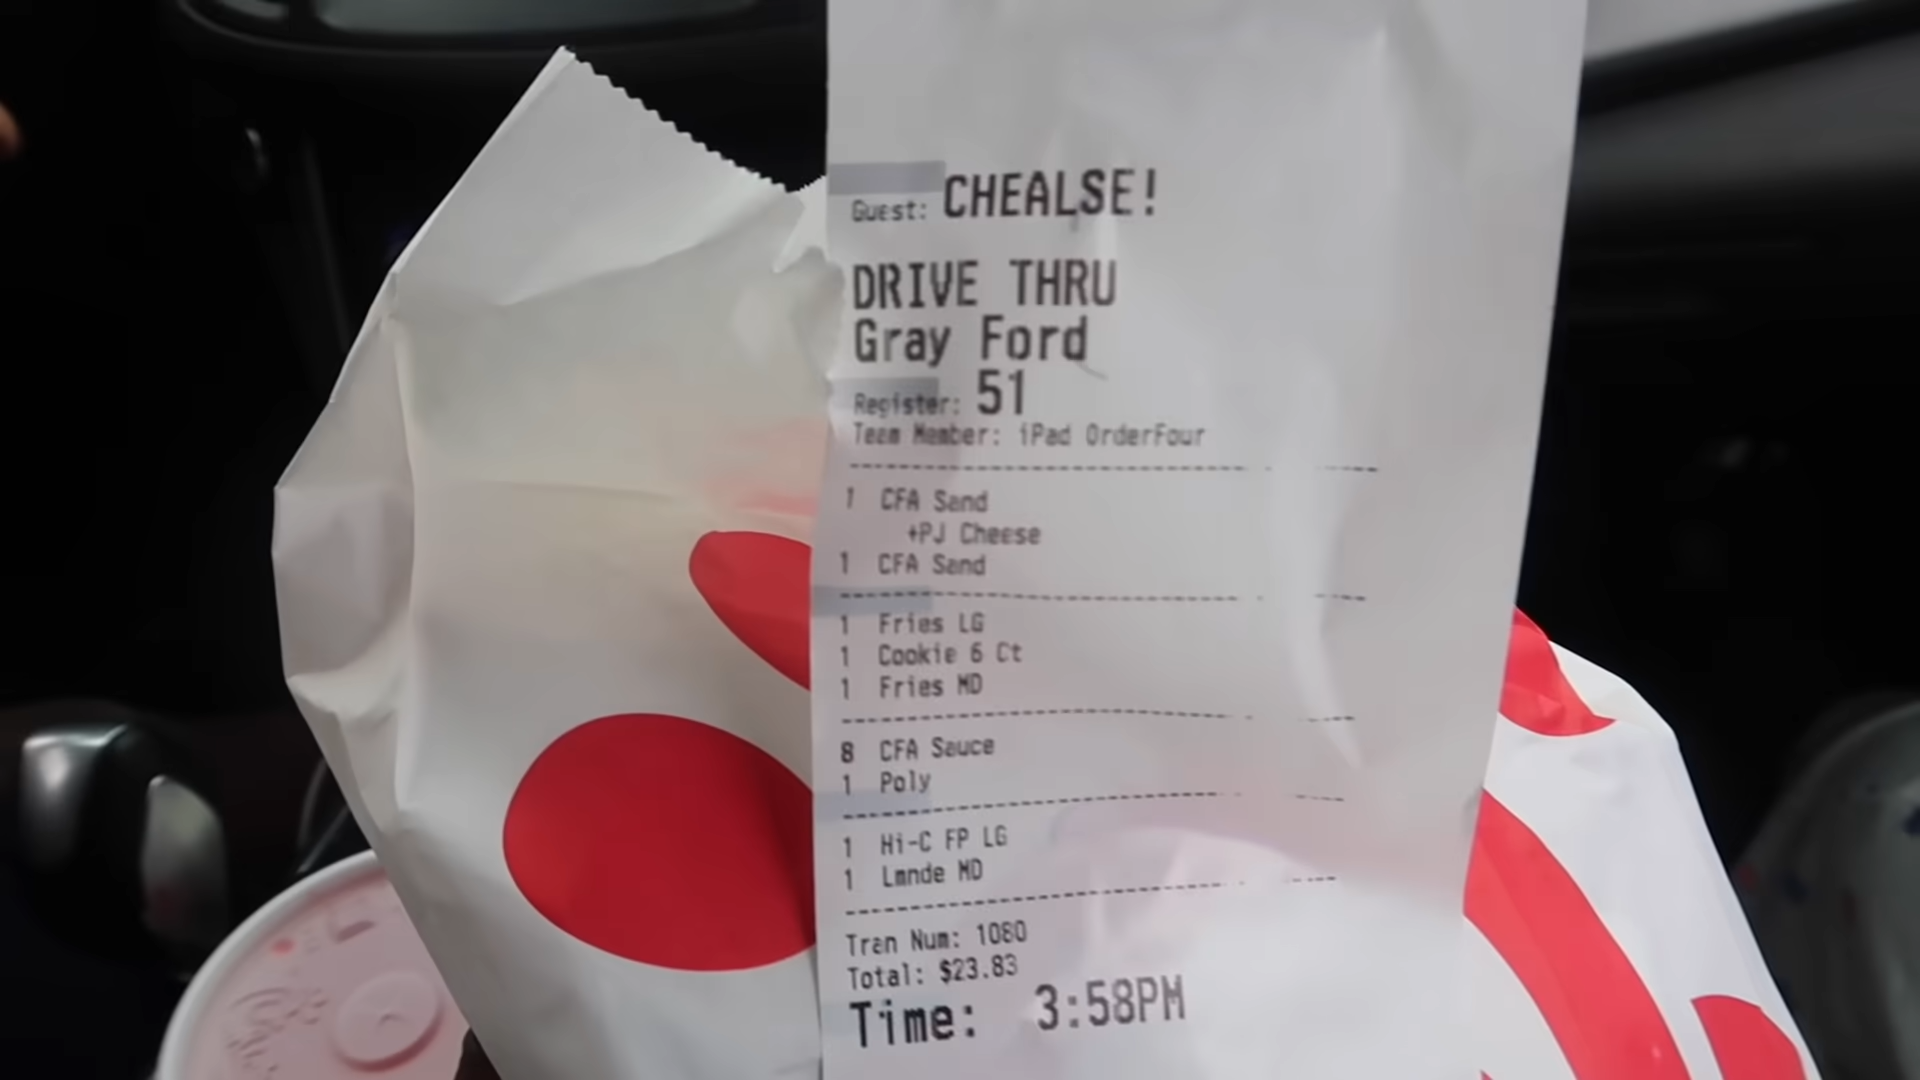 Guest: CHEALSE!
DRIVE THRU
Gray Ford
Register: 51
Team Member: iPad OrderFour
1 CFA Sand
+PJ Cheese
1 CFA Sand
1 Fries LG
1 Cookie 6 Ct
1 Fries MD
8 CFA Sauce
1 Poly
1 Hi-C FP LG
1 Lmnde MD
Tran Num: 1080
Total: $23.83
Time: 3:58PM